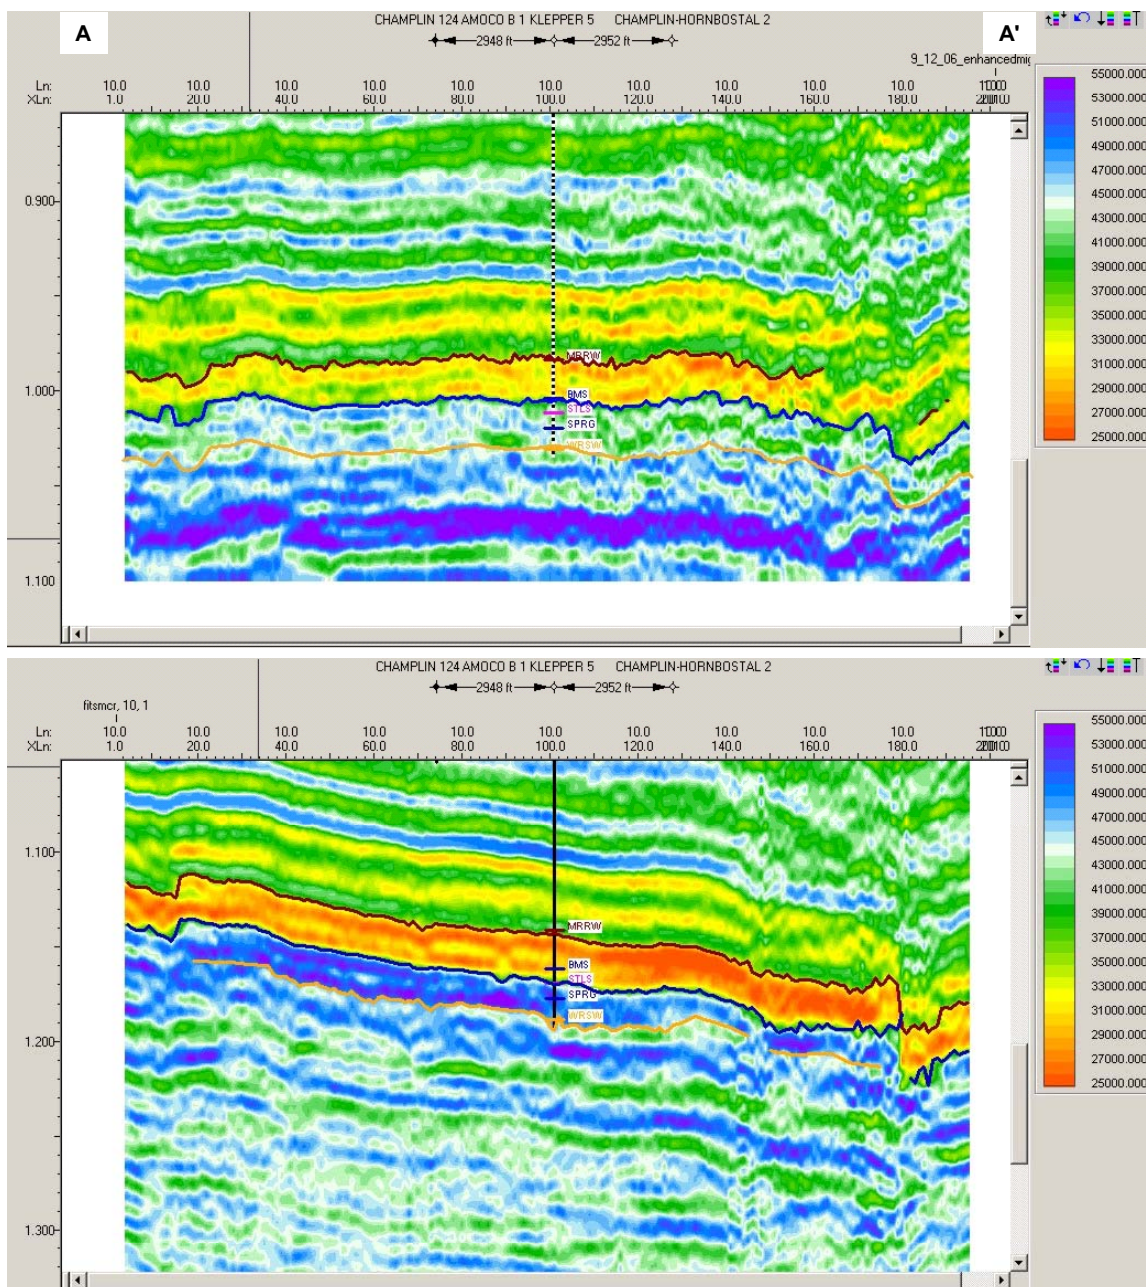 A
CHAMPLIN 124 AMOCO B 1 KLEPPER 5 CHAMPLIN-HORNBOSTAL 2
A'
2948 ft 2952 ft
9_12_06_enhancedmig
Ln: 10.0 10.0 10.0 10.0 10.0 10.0 10.0 10.0 10.0 10.0
XLn: 1.0 20.0 40.0 60.0 80.0 100.0 120.0 140.0 160.0 180.0
55000.000
53000.000
51000.000
49000.000
47000.000
45000.000
43000.000
41000.000
39000.000
37000.000
35000.000
33000.000
31000.000
29000.000
27000.000
25000.000
0.900
1.000
1.100
MRRW
BMS
STLS
SPRG
WRSW
CHAMPLIN 124 AMOCO B 1 KLEPPER 5 CHAMPLIN-HORNBOSTAL 2
2948 ft 2952 ft
fitsmcr, 10, 1
Ln: 10.0 10.0 10.0 10.0 10.0 10.0 10.0 10.0 10.0 10.0
XLn: 1.0 20.0 40.0 60.0 80.0 100.0 120.0 140.0 160.0 180.0
55000.000
53000.000
51000.000
49000.000
47000.000
45000.000
43000.000
41000.000
39000.000
37000.000
35000.000
33000.000
31000.000
29000.000
27000.000
25000.000
1.100
1.200
1.300
MRRW
BMS
STLS
SPRG
WRSW